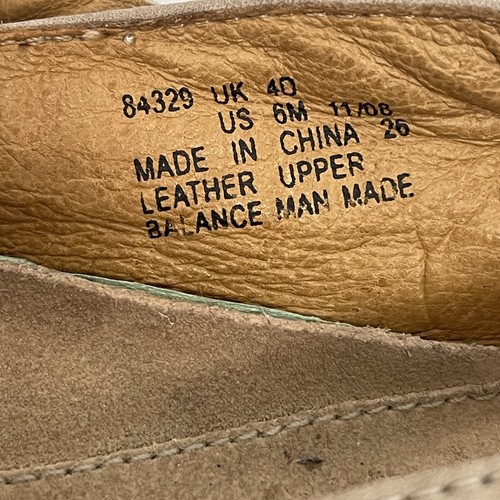 84329 UK 4D
US 6M 11/08
MADE IN CHINA 26
LEATHER UPPER
BALANCE MAN MADE